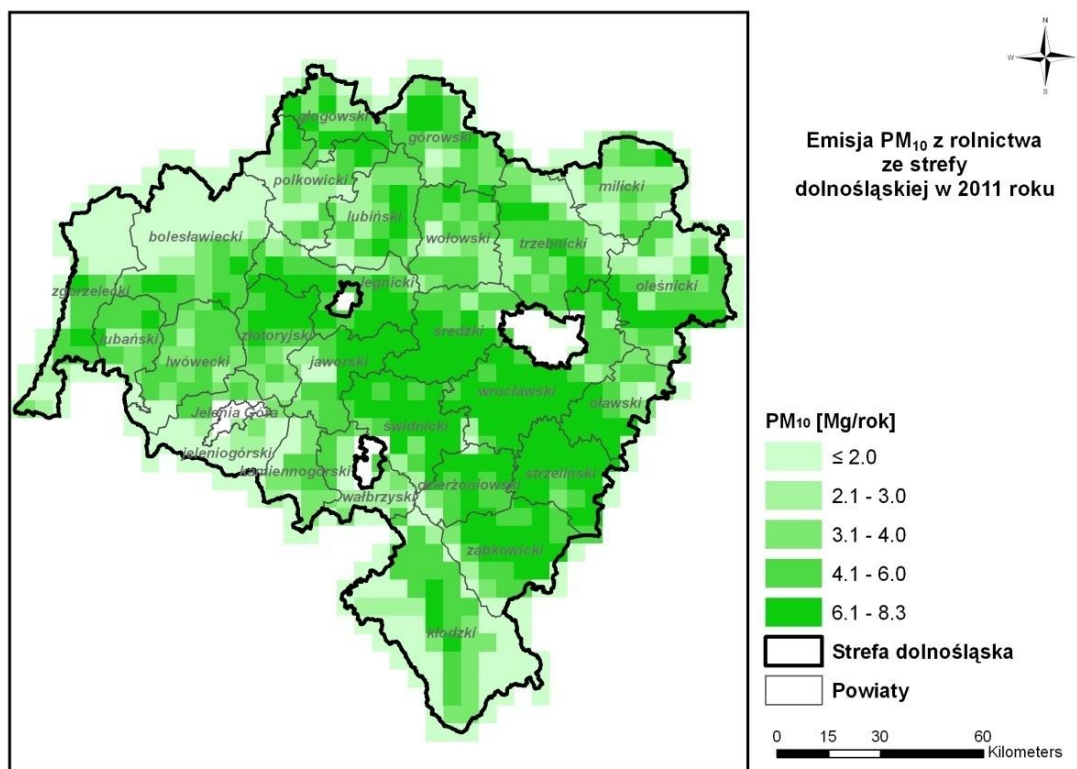 N
W
S
Emisja PM₁₀ z rolnictwa
ze strefy
dolnośląskiej w 2011 roku
głogowski
górowski
polkowicki
milicki
lubiński
bolesławiecki
wołowski
trzebnicki
legnicki
oleśnicki
zgorzelecki
złotoryjski
średzki
lubański
lwówecki
jaworski
wrocławski
oławski
Jelenia Góra
świdnicki
jeleniogórski
kamiennogórski
dzierżoniowski
strzeliński
wałbrzyski
ząbkowicki
kłodzki
PM₁₀ [Mg/rok]
≤ 2.0
2.1 - 3.0
3.1 - 4.0
4.1 - 6.0
6.1 - 8.3
Strefa dolnośląska
Powiaty
0 15 30 60
Kilometers